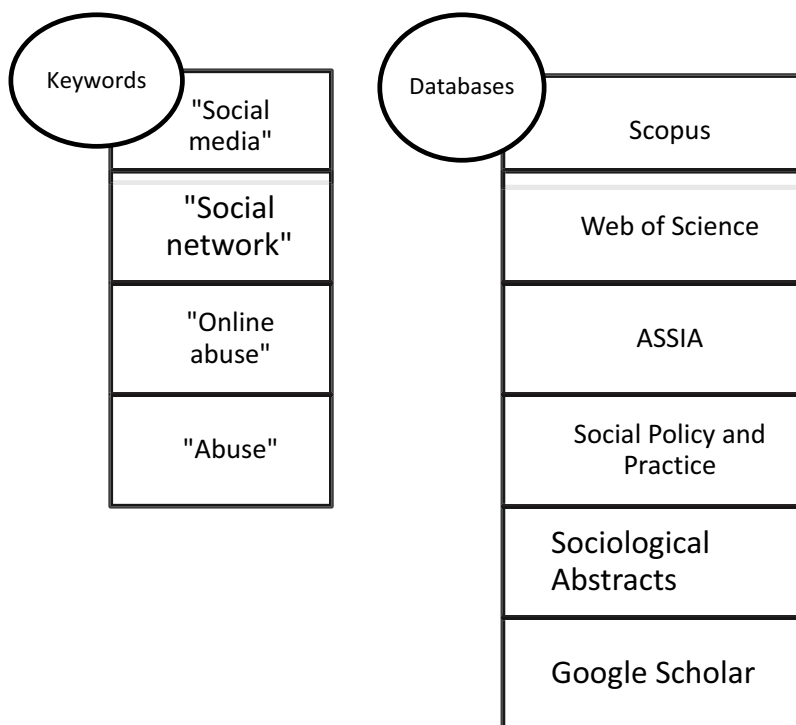 Keywords
"Social
media"
"Social
network"
"Online
abuse"
"Abuse"
Databases
Scopus
Web of Science
ASSIA
Social Policy and
Practice
Sociological
Abstracts
Google Scholar